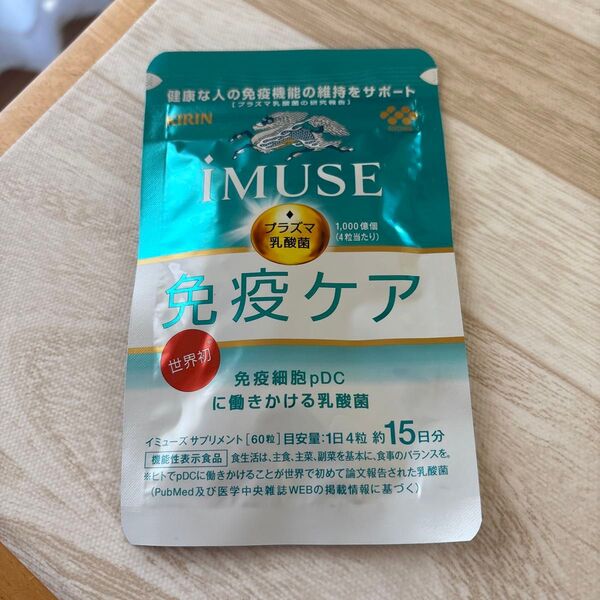 健康な人の免疫機能の維持をサポート
[プラズマ乳酸菌の研究報告]
KIRIN
iMUSE
プラズマ
乳酸菌
1,000億個
(4粒当たり)
免疫ケア
世界初
免疫細胞pDC
に働きかける乳酸菌
イミューズ サプリメント [60粒] 目安量:1日4粒 約15日分
機能性表示食品 食生活は、主食、主菜、副菜を基本に、食事のバランスを。
※ヒトでpDCに働きかけることが世界で初めて論文報告された乳酸菌
(PubMed及び医学中央雑誌WEBの掲載情報に基づく)